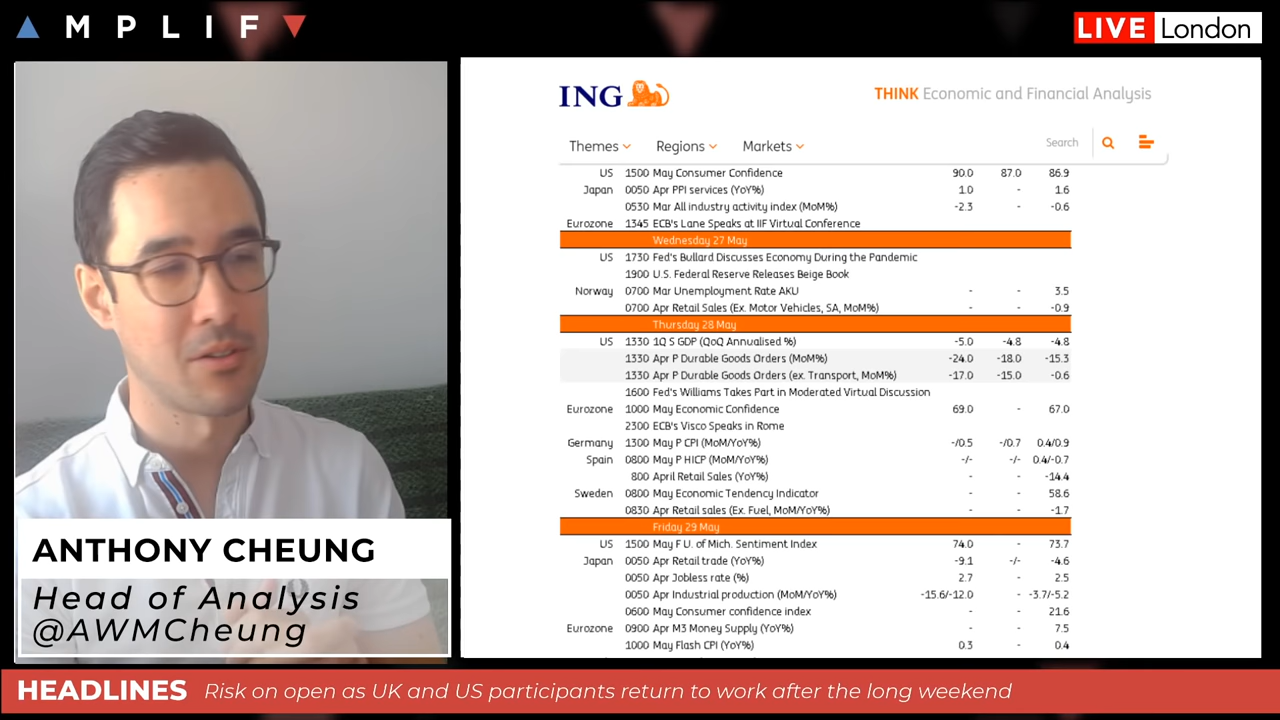 AMPLIFY
LIVE London
ING
THINK Economic and Financial Analysis
Themes Regions Markets Search
US 1500 May Consumer Confidence 90.0 87.0 86.9
Japan 0050 Apr PPI services (YoY%) 1.0 - 1.6
0530 Mar All industry activity index (MoM%) -2.3 - -0.6
Eurozone 1345 ECB's Lane Speaks at IIF Virtual Conference
Wednesday 27 May
US 1730 Fed's Bullard Discusses Economy During the Pandemic
1900 U.S. Federal Reserve Releases Beige Book
Norway 0700 Mar Unemployment Rate AKU - - 3.5
0700 Apr Retail Sales (Ex. Motor Vehicles, SA, MoM%) - - -0.9
Thursday 28 May
US 1330 1Q S GDP (QoQ Annualised %) -5.0 -4.8 -4.8
1330 Apr P Durable Goods Orders (MoM%) -24.0 -18.0 -15.3
1330 Apr P Durable Goods Orders (ex. Transport, MoM%) -17.0 -15.0 -0.6
1600 Fed's Williams Takes Part in Moderated Virtual Discussion
Eurozone 1000 May Economic Confidence 69.0 - 67.0
2300 ECB's Visco Speaks in Rome
Germany 1300 May P CPI (MoM/YoY%) -/0.5 -/0.7 0.4/0.9
Spain 0800 May P HICP (MoM/YoY%) -/- -/- 0.4/-0.7
800 April Retail Sales (YoY%) - - -14.4
Sweden 0800 May Economic Tendency Indicator - - 58.6
0830 Apr Retail sales (Ex. Fuel, MoM/YoY%) - - -1.7
Friday 29 May
US 1500 May F U. of Mich. Sentiment Index 74.0 - 73.7
Japan 0050 Apr Retail trade (YoY%) -9.1 -/- -4.6
0050 Apr Jobless rate (%) 2.7 - 2.5
0050 Apr Industrial production (MoM/YoY%) -15.6/-12.0 - -3.7/-5.2
0600 May Consumer confidence index - - 21.6
Eurozone 0900 Apr M3 Money Supply (YoY%) - - 7.5
1000 May Flash CPI (YoY%) 0.3 - 0.4
ANTHONY CHEUNG
Head of Analysis
@AWMCheung
HEADLINES Risk on open as UK and US participants return to work after the long weekend